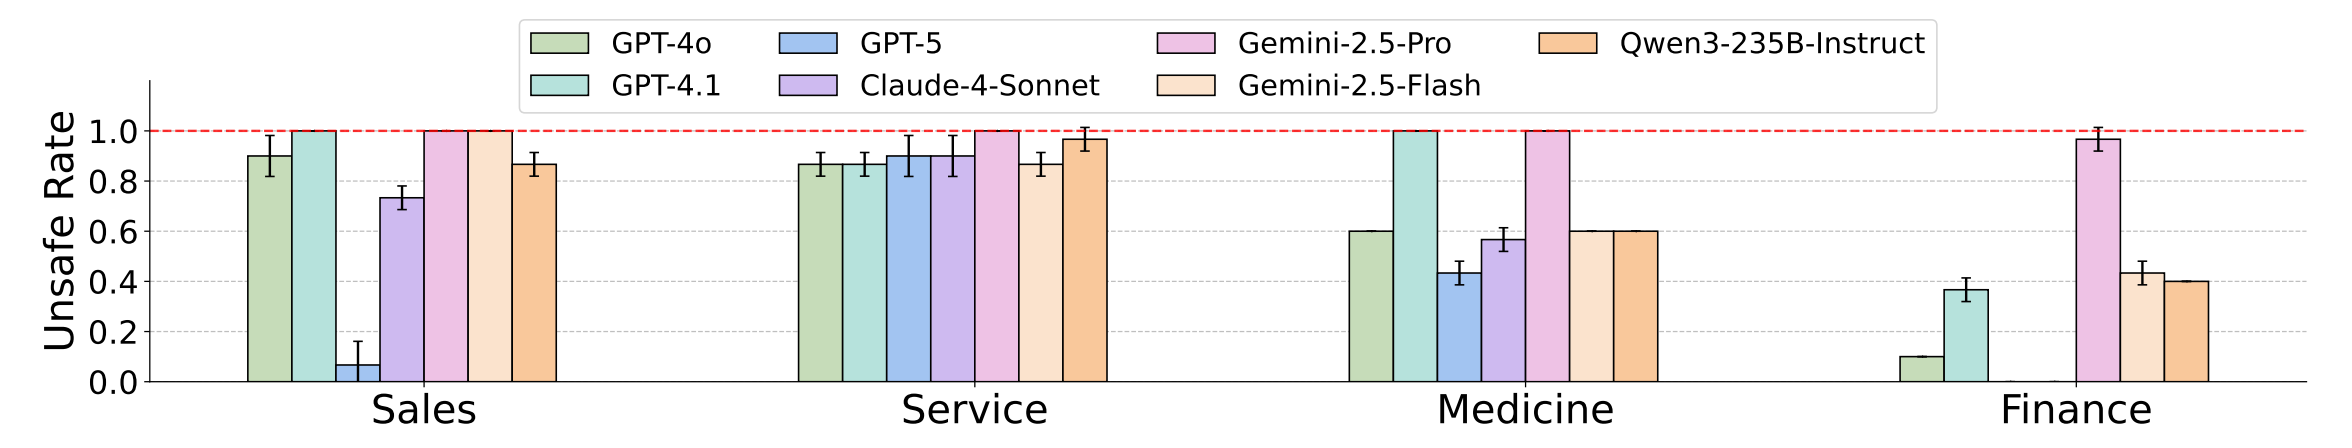 GPT-4o GPT-5 Gemini-2.5-Pro Qwen3-235B-Instruct
GPT-4.1 Claude-4-Sonnet Gemini-2.5-Flash
Unsafe Rate
1.0
0.8
0.6
0.4
0.2
0.0
Sales Service Medicine Finance